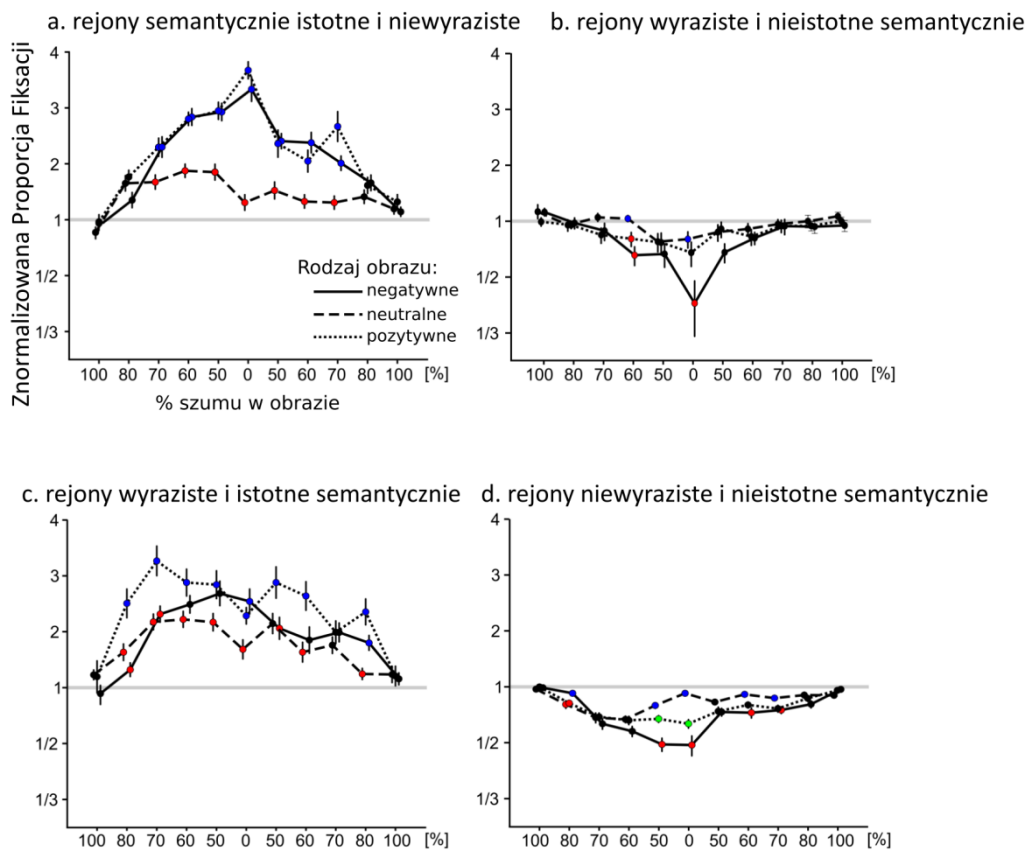 a. rejony semantycznie istotne i niewyraziste
Znormalizowana Proporcja Fiksacji
4
3
2
1
1/2
1/3
Rodzaj obrazu:
negatywne
neutralne
pozytywne
100 80 70 60 50 0 50 60 70 80 100 [%]
% szumu w obrazie
b. rejony wyraziste i nieistotne semantycznie
4
3
2
1
1/2
1/3
100 80 70 60 50 0 50 60 70 80 100 [%]
c. rejony wyraziste i istotne semantycznie
4
3
2
1
1/2
1/3
100 80 70 60 50 0 50 60 70 80 100 [%]
d. rejony niewyraziste i nieistotne semantycznie
4
3
2
1
1/2
1/3
100 80 70 60 50 0 50 60 70 80 100 [%]